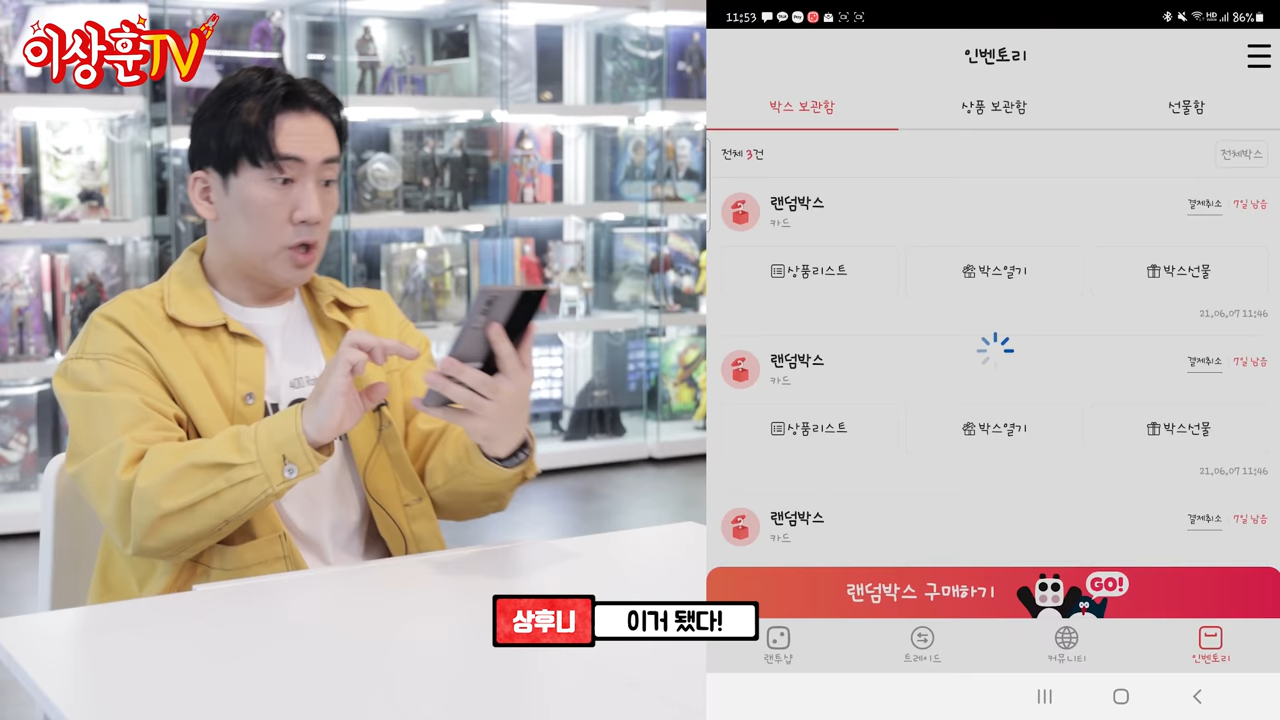 이상훈TV
11:53
HD 86%
인벤토리
박스 보관함
상품 보관함
선물함
전체 3건
전체박스
랜덤박스
카드
결제취소
7일 남음
상품리스트
박스열기
박스선물
21.06.07 11:46
랜덤박스
카드
결제취소
7일 남음
상품리스트
박스열기
박스선물
21.06.07 11:46
랜덤박스
카드
결제취소
7일 남음
랜덤박스 구매하기
GO!
상후니
이거 됐다!
랜투샵
트레이드
커뮤니티
인벤토리